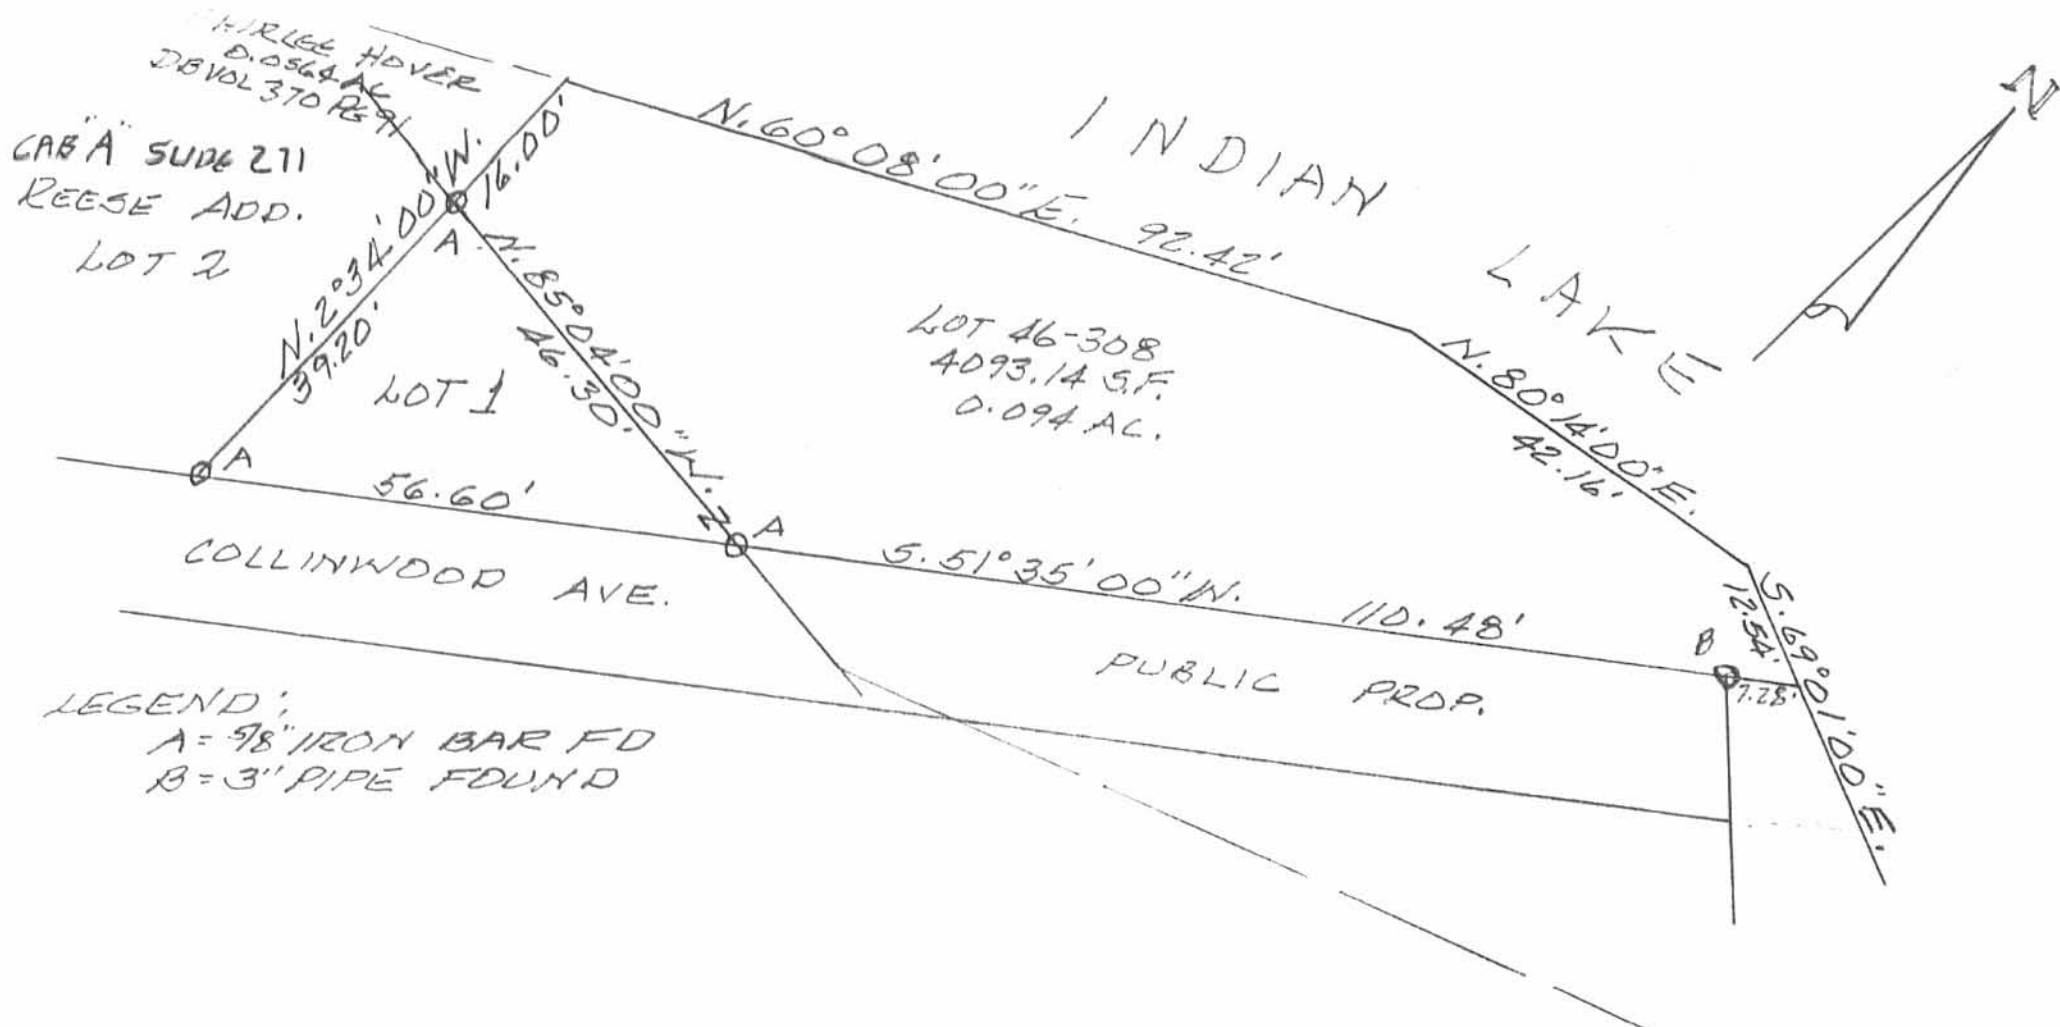 HIRLEE HOVER
0.0564 AC
DB VOL 370 PG 91
CAB "A" SLIDE 271
REESE ADD.
LOT 2
N. 2°34'00" W.
39.20'
16.00'
N. 60°08'00" E. 92.42'
INDIAN LAKE
N
A
N. 85°04'00" W.
46.30'
LOT 1
LOT 46-308
4093.14 S.F.
0.094 AC.
N. 80°14'00" E.
42.16'
A
56.60'
A
S. 51°35'00" W. 110.48'
COLLINWOOD AVE.
PUBLIC PROP.
B
7.28'
12.54'
S. 69°01'00" E.
LEGEND:
A = 5/8" IRON BAR FD
B = 3" PIPE FOUND